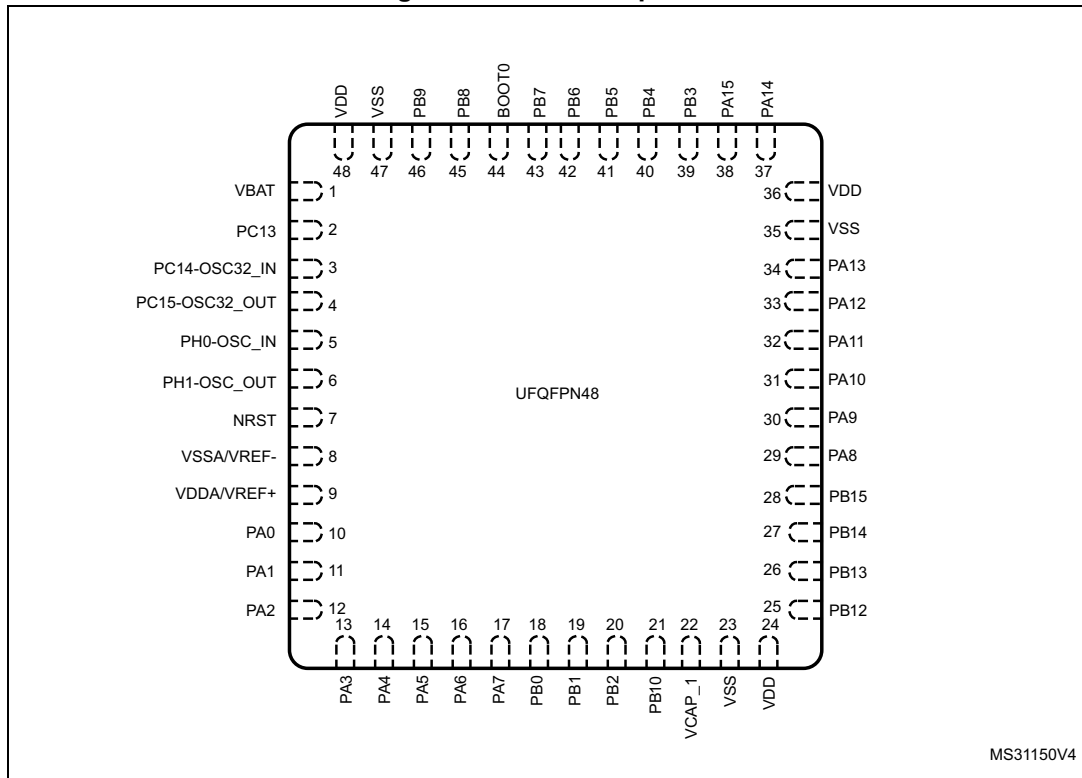 VDD
VSS
PB9
PB8
BOOT0
PB7
PB6
PB5
PB4
PB3
PA15
PA14
48
47
46
45
44
43
42
41
40
39
38
37
VBAT 1
36 VDD
PC13 2
35 VSS
PC14-OSC32_IN 3
34 PA13
PC15-OSC32_OUT 4
33 PA12
PH0-OSC_IN 5
32 PA11
PH1-OSC_OUT 6
31 PA10
UFQFPN48
NRST 7
30 PA9
VSSA/VREF- 8
29 PA8
VDDA/VREF+ 9
28 PB15
PA0 10
27 PB14
PA1 11
26 PB13
PA2 12
25 PB12
13
14
15
16
17
18
19
20
21
22
23
24
PA3
PA4
PA5
PA6
PA7
PB0
PB1
PB2
PB10
VCAP_1
VSS
VDD
MS31150V4